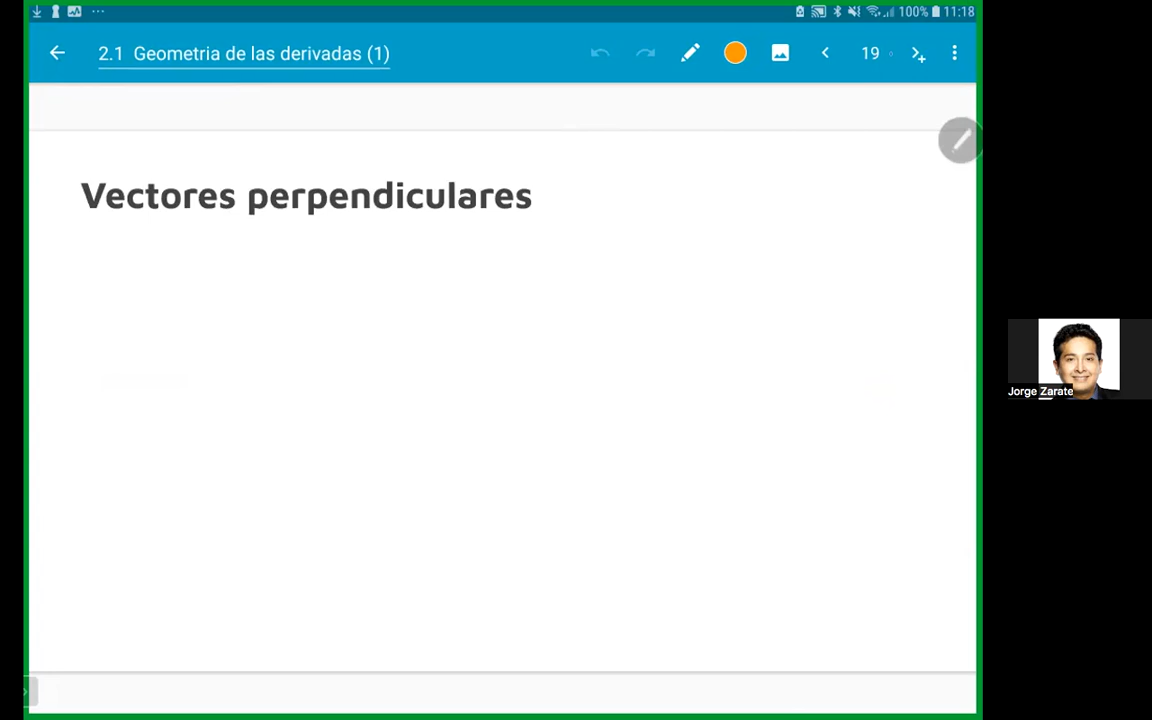 100% 11:18
2.1 Geometria de las derivadas (1)
19
Vectores perpendiculares
Jorge Zarate